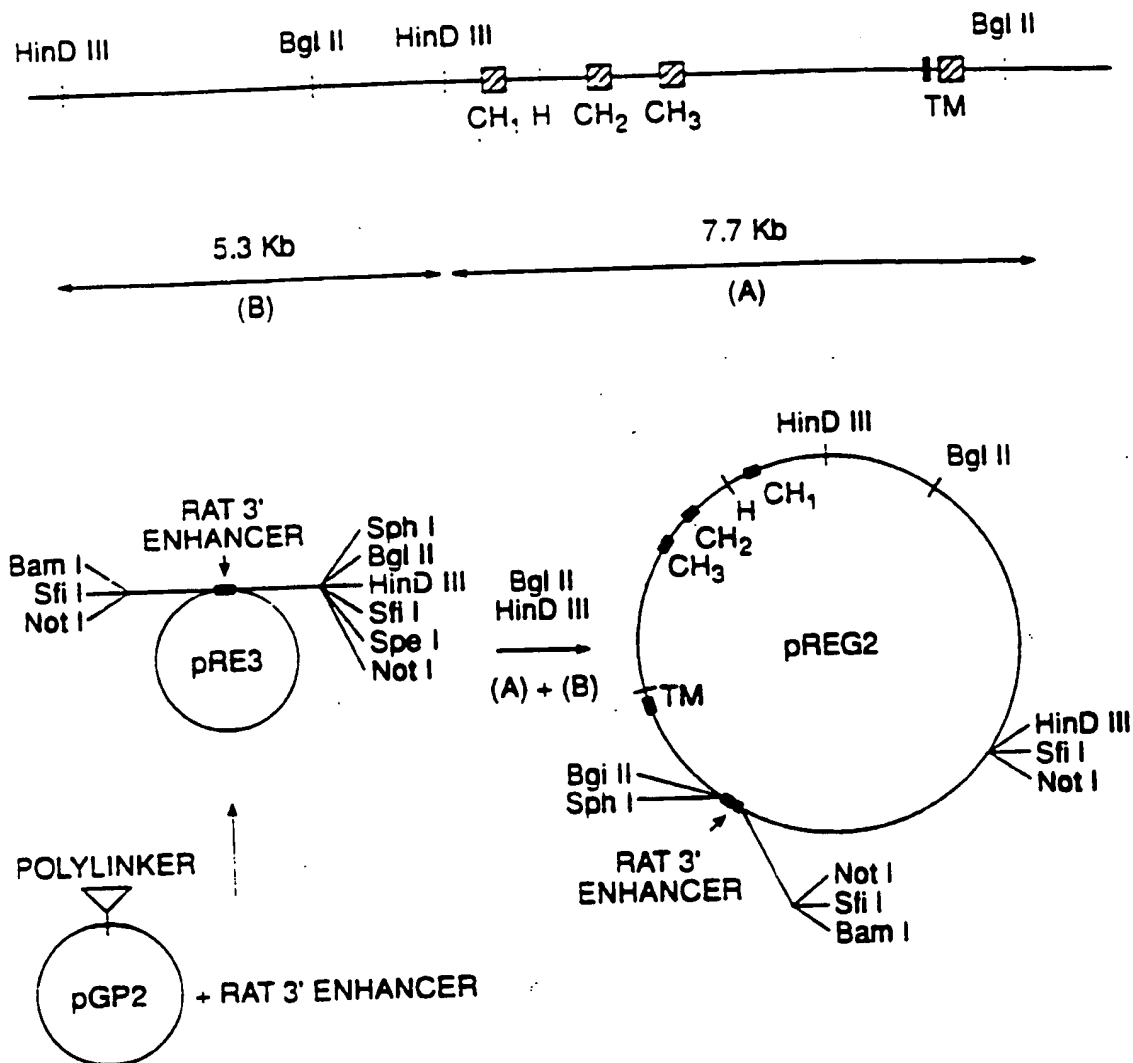 HinD III
Bgl II
HinD III
Bgl II
CH1
H
CH2
CH3
TM
5.3 Kb
7.7 Kb
(B)
(A)
RAT 3'
ENHANCER
Bam I
Sfi I
Not I
Sph I
Bgl II
HinD III
Sfi I
Spe I
Not I
pRE3
Bgl II
HinD III
(A) + (B)
HinD III
Bgl II
CH1
H
CH2
CH3
pREG2
TM
Bgl II
Sph I
HinD III
Sfi I
Not I
RAT 3'
ENHANCER
Not I
Sfi I
Bam I
POLYLINKER
pGP2
+ RAT 3' ENHANCER